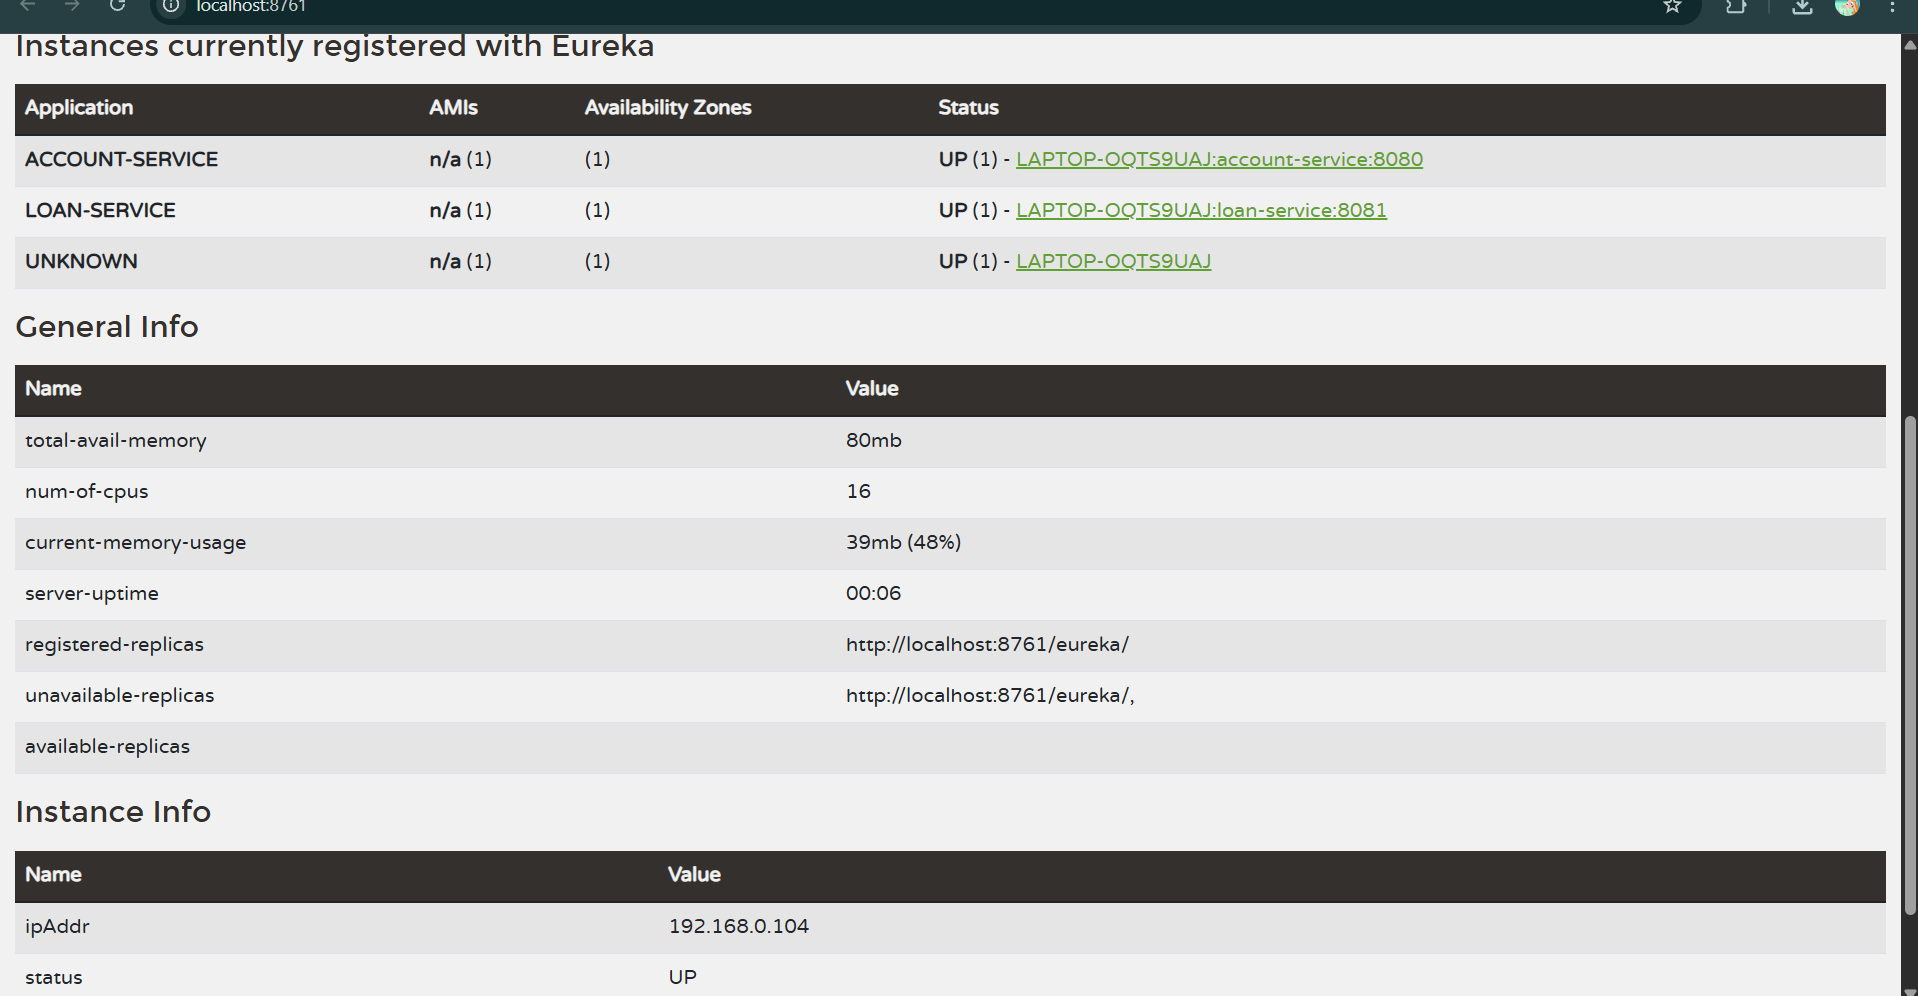 localhost:8761
Instances currently registered with Eureka
Application AMIs Availability Zones Status
ACCOUNT-SERVICE n/a (1) (1) UP (1) - LAPTOP-OQTS9UAJ:account-service:8080
LOAN-SERVICE n/a (1) (1) UP (1) - LAPTOP-OQTS9UAJ:loan-service:8081
UNKNOWN n/a (1) (1) UP (1) - LAPTOP-OQTS9UAJ
General Info
Name Value
total-avail-memory 80mb
num-of-cpus 16
current-memory-usage 39mb (48%)
server-uptime 00:06
registered-replicas http://localhost:8761/eureka/
unavailable-replicas http://localhost:8761/eureka/,
available-replicas
Instance Info
Name Value
ipAddr 192.168.0.104
status UP